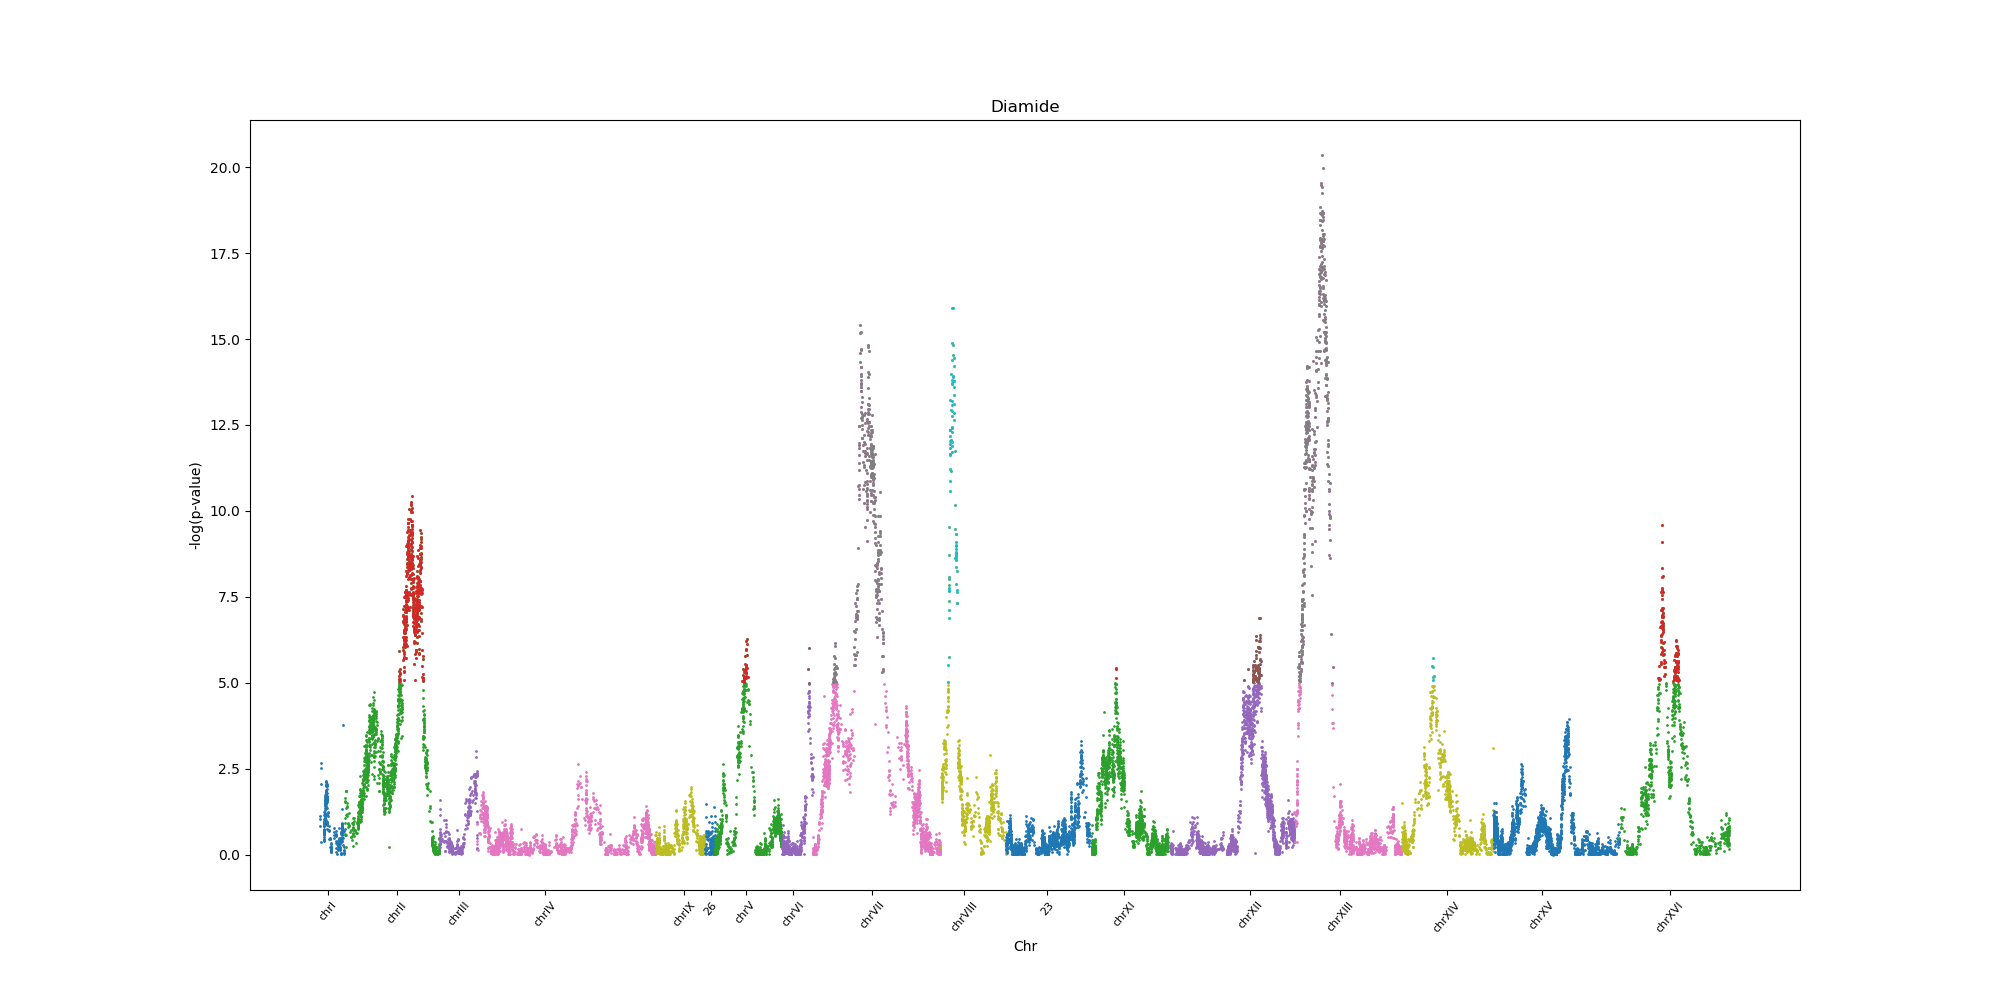 Diamide
20.0
17.5
15.0
12.5
10.0
7.5
5.0
2.5
0.0
-log(p-value)
chrI chrII chrIII chrIV chrIX 26 chrV chrVI chrVII chrVIII 23 chrXI chrXII chrXIII chrXIV chrXV chrXVI
Chr